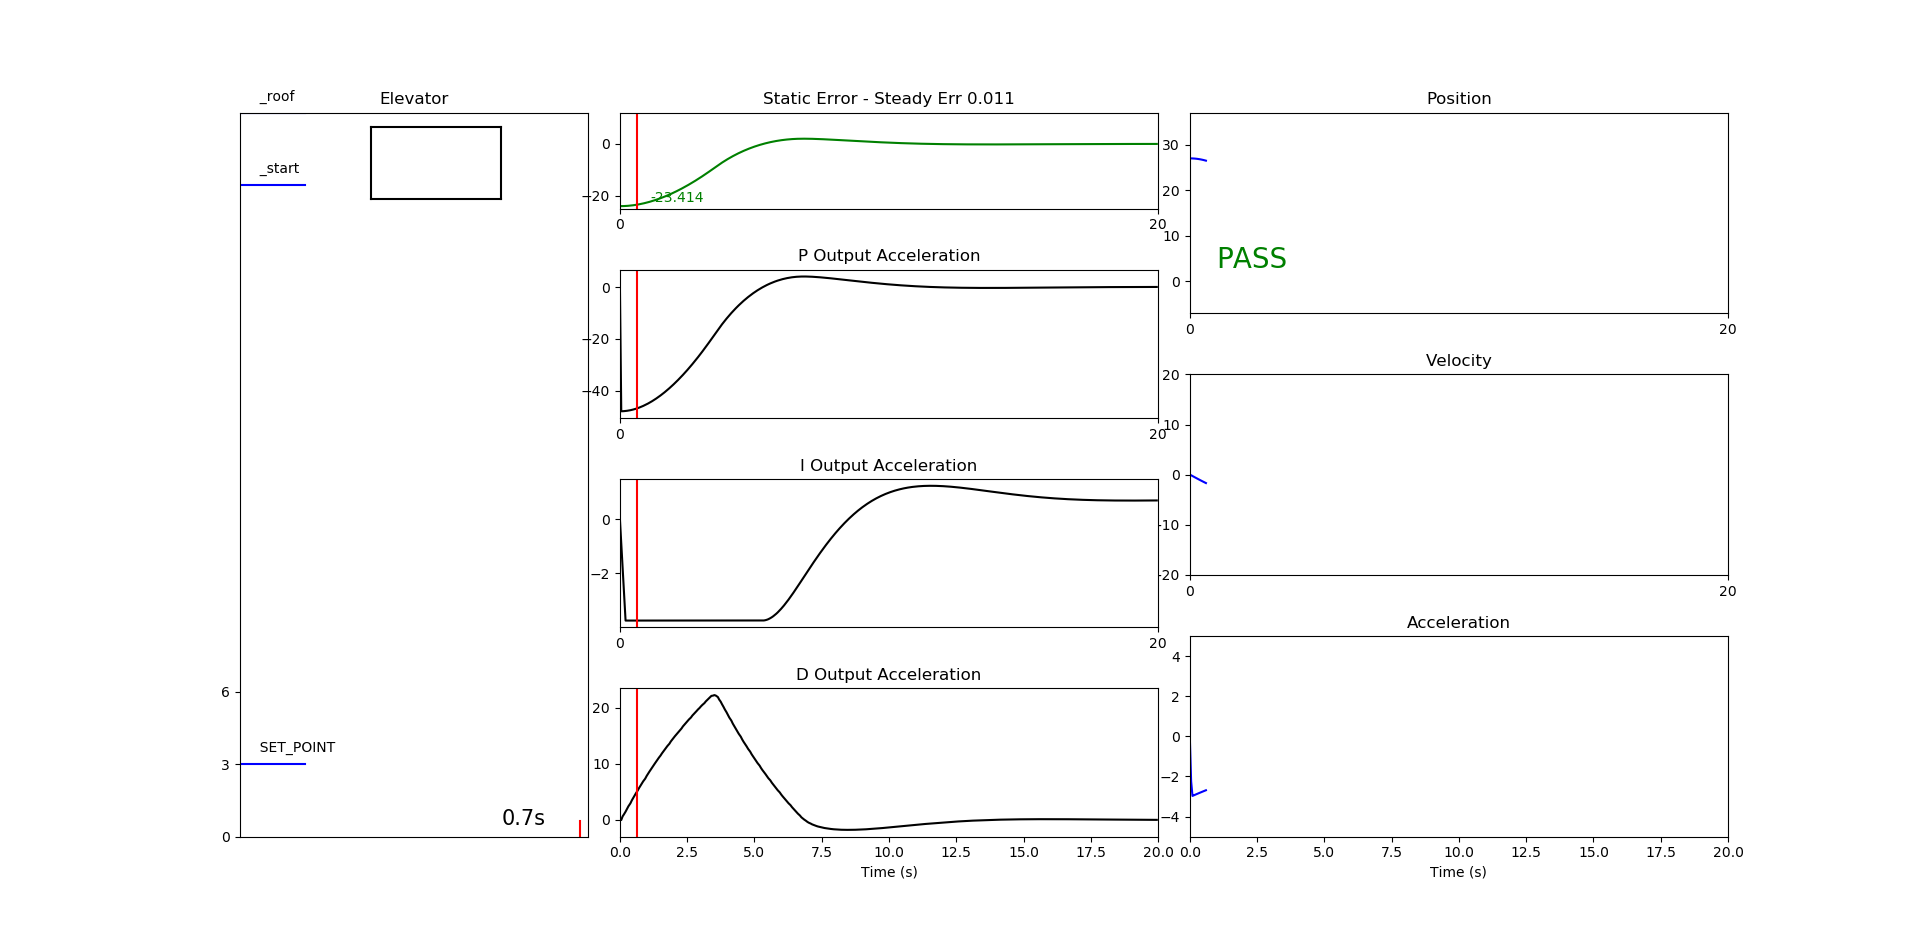 _roof
Elevator
_start
6
SET_POINT
3
0.7s
0
Static Error - Steady Err 0.011
0
−20
-23.414
0 20
P Output Acceleration
0
−20
−40
0 20
I Output Acceleration
0
−2
0 20
D Output Acceleration
20
10
0
0.0 2.5 5.0 7.5 10.0 12.5 15.0 17.5 20.0
Time (s)
Position
30
20
10
PASS
0
0 20
Velocity
20
10
0
-10
-20
0 20
Acceleration
4
2
0
−2
−4
0.0 2.5 5.0 7.5 10.0 12.5 15.0 17.5 20.0
Time (s)